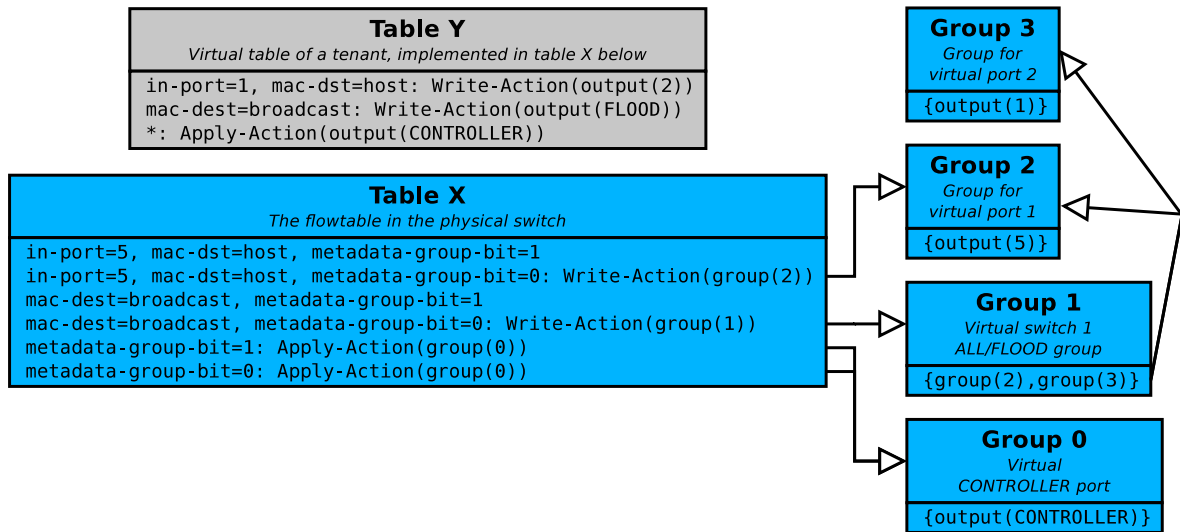 Table Y
Virtual table of a tenant, implemented in table X below
in-port=1, mac-dst=host: Write-Action(output(2))
mac-dest=broadcast: Write-Action(output(FLOOD))
*: Apply-Action(output(CONTROLLER))
Table X
The flowtable in the physical switch
in-port=5, mac-dst=host, metadata-group-bit=1
in-port=5, mac-dst=host, metadata-group-bit=0: Write-Action(group(2))
mac-dest=broadcast, metadata-group-bit=1
mac-dest=broadcast, metadata-group-bit=0: Write-Action(group(1))
metadata-group-bit=1: Apply-Action(group(0))
metadata-group-bit=0: Apply-Action(group(0))
Group 3
Group for
virtual port 2
{output(1)}
Group 2
Group for
virtual port 1
{output(5)}
Group 1
Virtual switch 1
ALL/FLOOD group
{group(2),group(3)}
Group 0
Virtual
CONTROLLER port
{output(CONTROLLER)}